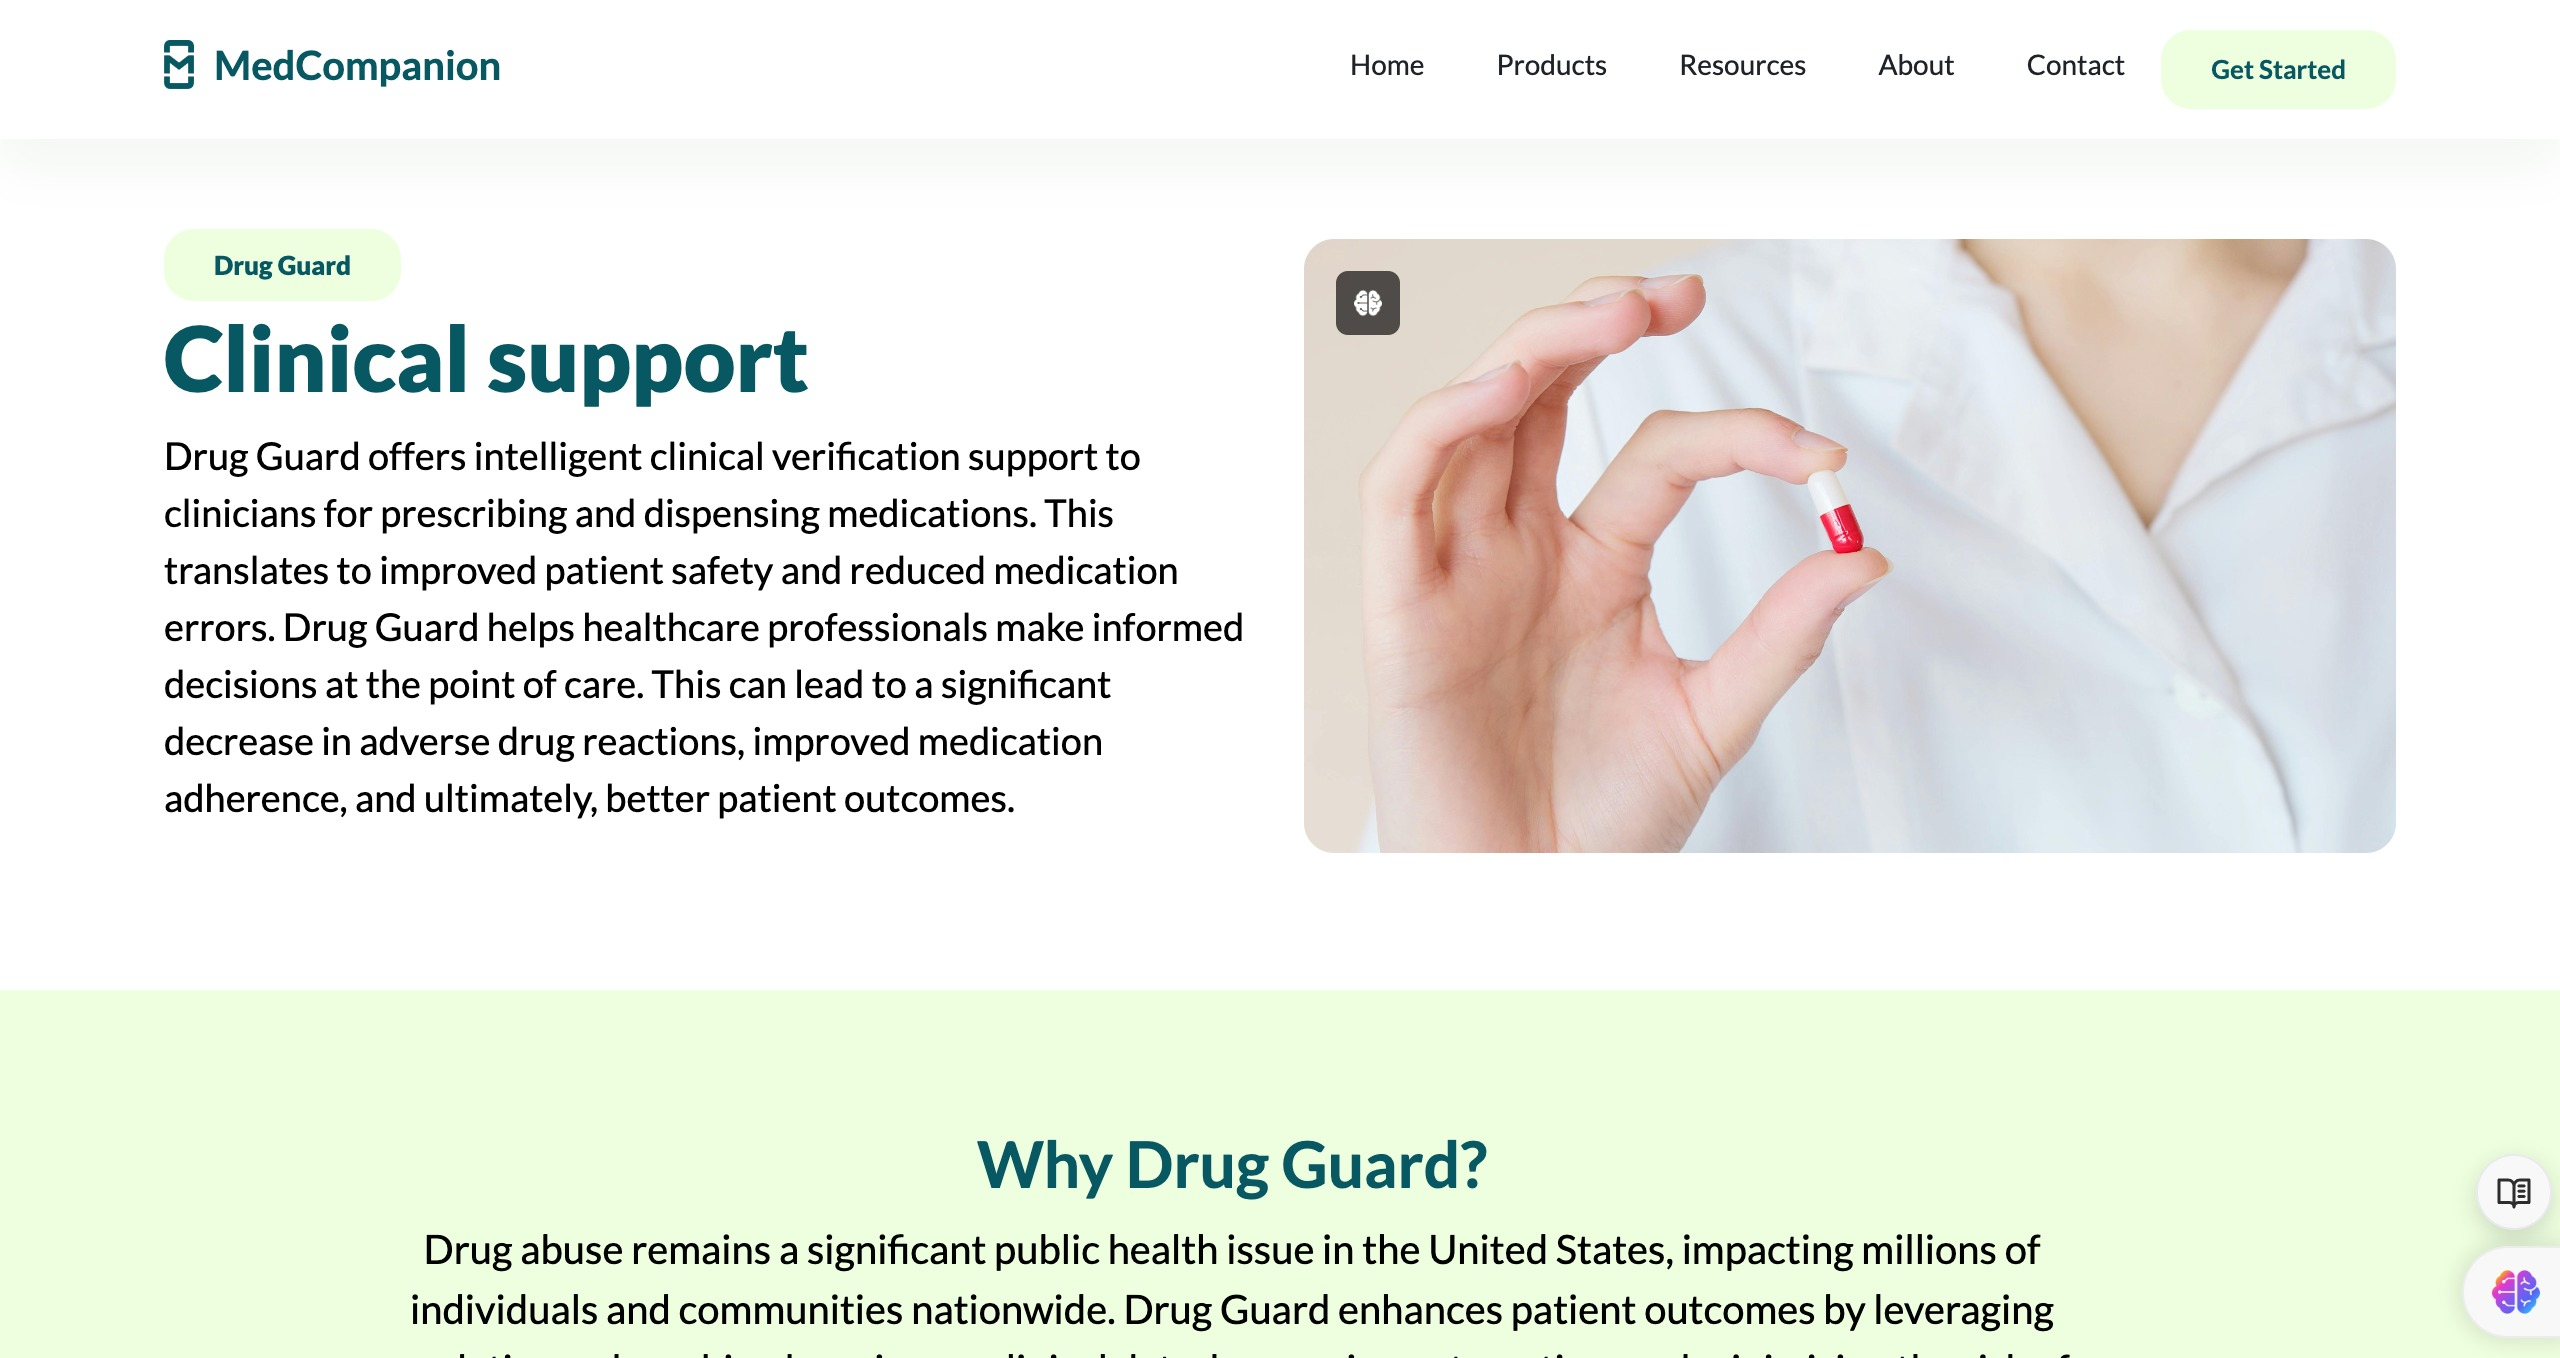 MedCompanion
Home Products Resources About Contact Get Started
Drug Guard
Clinical support
Drug Guard offers intelligent clinical verification support to
clinicians for prescribing and dispensing medications. This
translates to improved patient safety and reduced medication
errors. Drug Guard helps healthcare professionals make informed
decisions at the point of care. This can lead to a significant
decrease in adverse drug reactions, improved medication
adherence, and ultimately, better patient outcomes.
Why Drug Guard?
Drug abuse remains a significant public health issue in the United States, impacting millions of
individuals and communities nationwide. Drug Guard enhances patient outcomes by leveraging